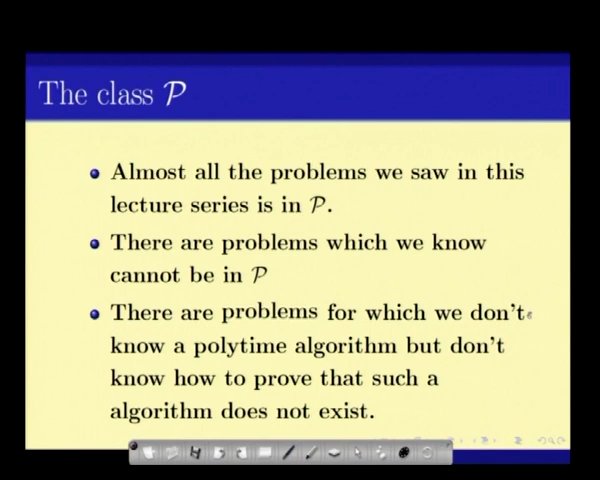 The class 𝒫
Almost all the problems we saw in this
lecture series is in 𝒫.
There are problems which we know
cannot be in 𝒫
There are problems for which we don't
know a polytime algorithm but don't
know how to prove that such a
algorithm does not exist.